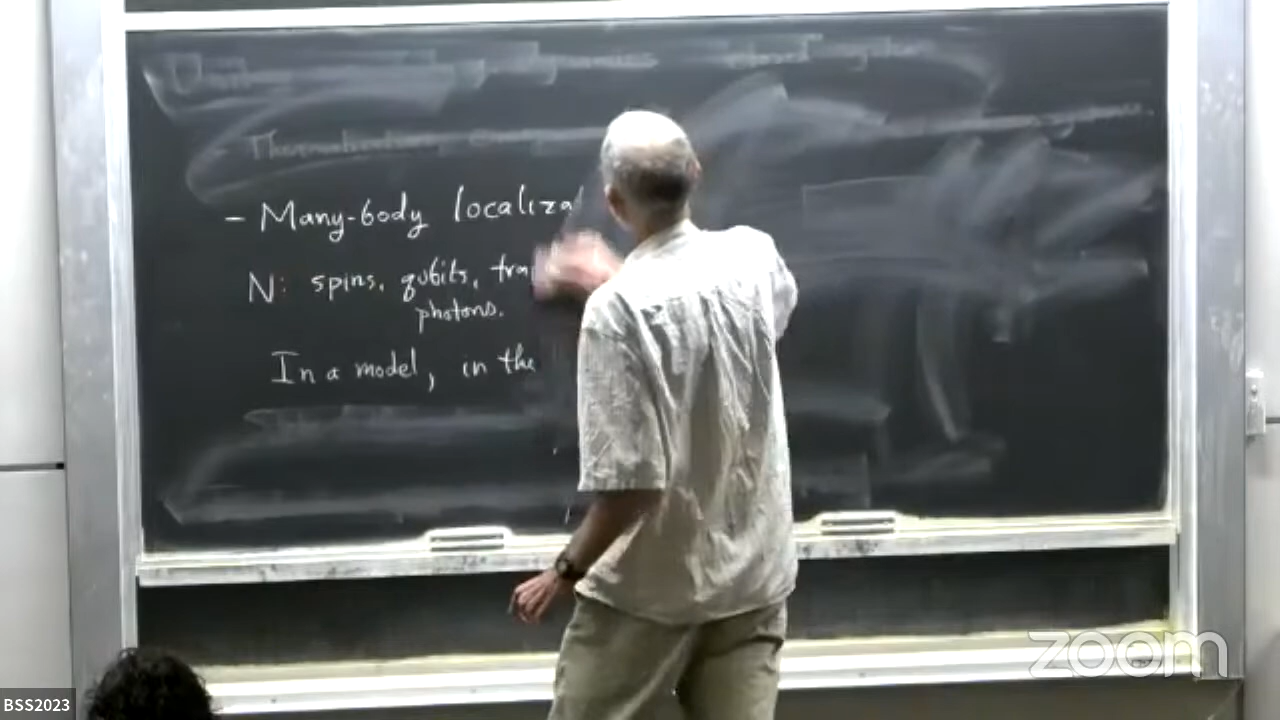 - Many-body localiza
N: spins, qubits, tra
photons.
In a model, in the
zoom
BSS2023